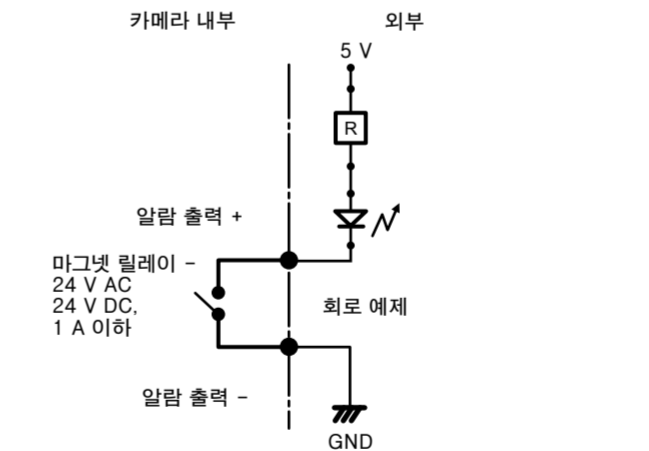 카메라 내부
외부
5 V
R
알람 출력 +
마그넷 릴레이 -
24 V AC
24 V DC,
1 A 이하
회로 예제
알람 출력 -
GND